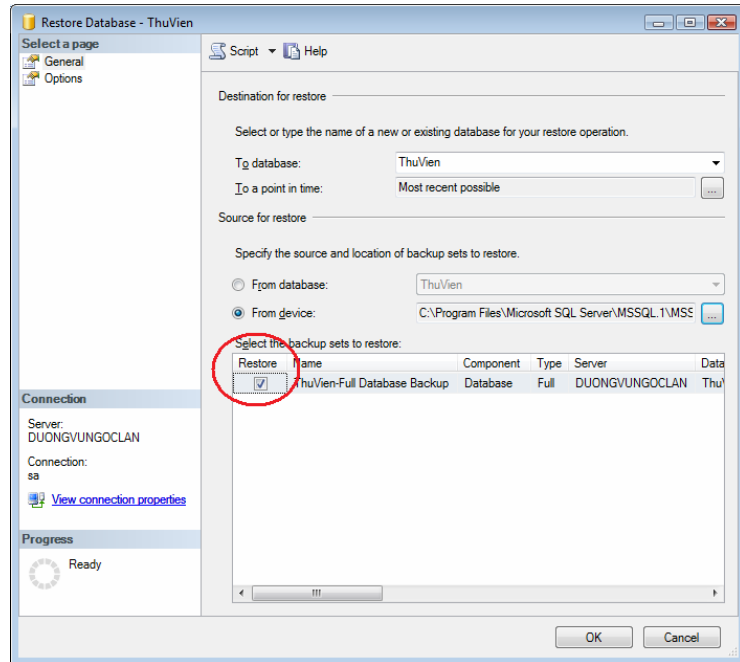 Restore Database - ThuVien
Select a page
General
Options
Script
Help
Destination for restore
Select or type the name of a new or existing database for your restore operation.
To database:
ThuVien
To a point in time:
Most recent possible
...
Source for restore
Specify the source and location of backup sets to restore.
From database:
ThuVien
From device:
C:\Program Files\Microsoft SQL Server\MSSQL.1\MSS
...
Select the backup sets to restore:
Restore Name Component Type Server Data
ThuVien-Full Database Backup Database Full DUONGVUNGOCLAN ThuV
Connection
Server:
DUONGVUNGOCLAN
Connection:
sa
View connection properties
Progress
Ready
OK
Cancel